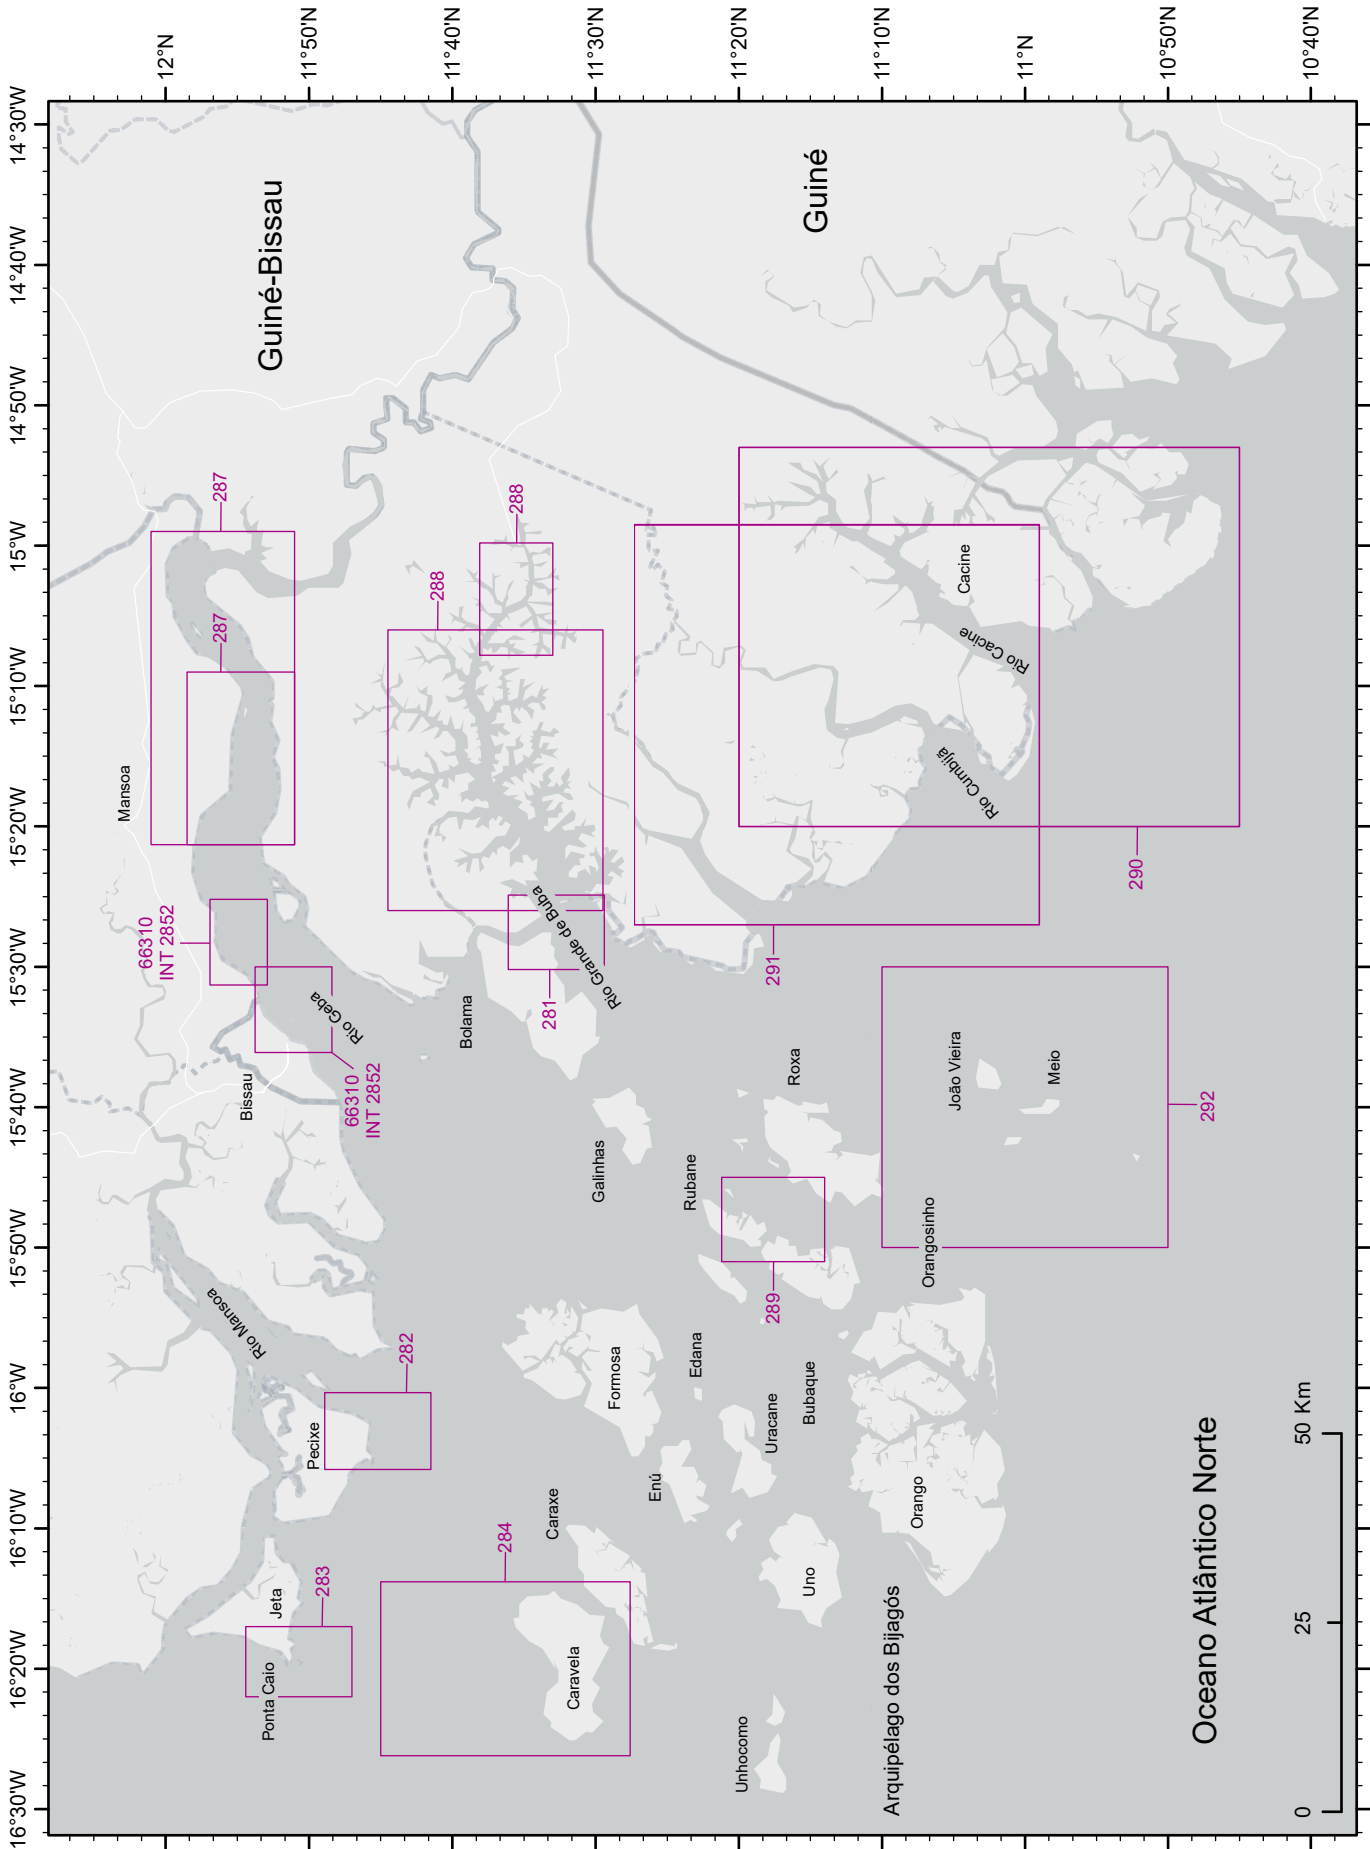 16°30'W
16°20'W
16°10'W
16°W
15°50'W
15°40'W
15°30'W
15°20'W
15°10'W
15°W
14°50'W
14°40'W
14°30'W
12°N
11°50'N
11°40'N
11°30'N
11°20'N
11°10'N
11°N
10°50'N
10°40'N
Mansoa
66310
INT 2852
287
287
Bissau
Rio Geba
66310
INT 2852
Rio Mansoa
Guiné-Bissau
Ponta Caio
Jeta
283
Pecixe
282
288
288
Bolama
281
Rio Grande de Buba
284
Caraxe
Caravela
Formosa
Galinhas
Enú
Edana
Rubane
Unhocomo
Uracane
289
Roxa
291
Guiné
Uno
Bubaque
Arquipélago dos Bijagós
Orango
Orangosinho
João Vieira
Meio
Rio Cumbijã
Rio Cacine
Cacine
290
292
Oceano Atlântico Norte
0
25
50 Km